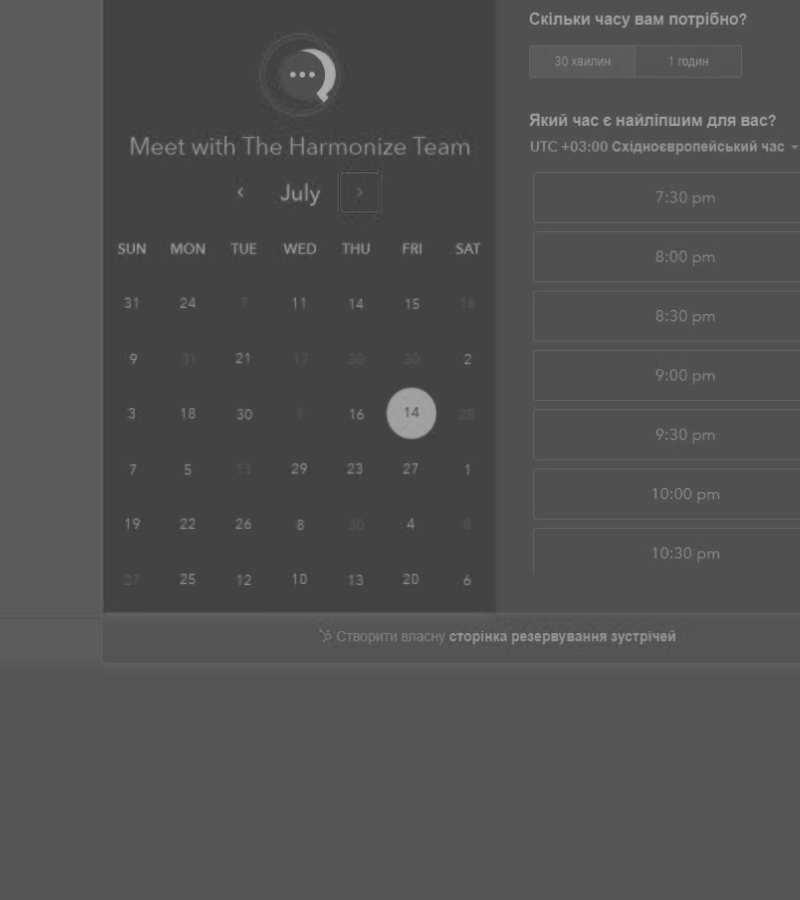 Meet with The Harmonize Team
July
SUN MON TUE WED THU FRI SAT
31 24 7 11 14 15 16
9 31 21 17 30 30 2
3 18 30 1 16 14 28
7 5 13 29 23 27 1
19 22 26 8 30 4 8
27 25 12 10 13 20 6
Скільки часу вам потрібно?
30 хвилин 1 годин
Який час є найліпшим для вас?
UTC +03:00 Східноєвропейський час
7:30 pm
8:00 pm
8:30 pm
9:00 pm
9:30 pm
10:00 pm
10:30 pm
Створити власну сторінка резервування зустрічей